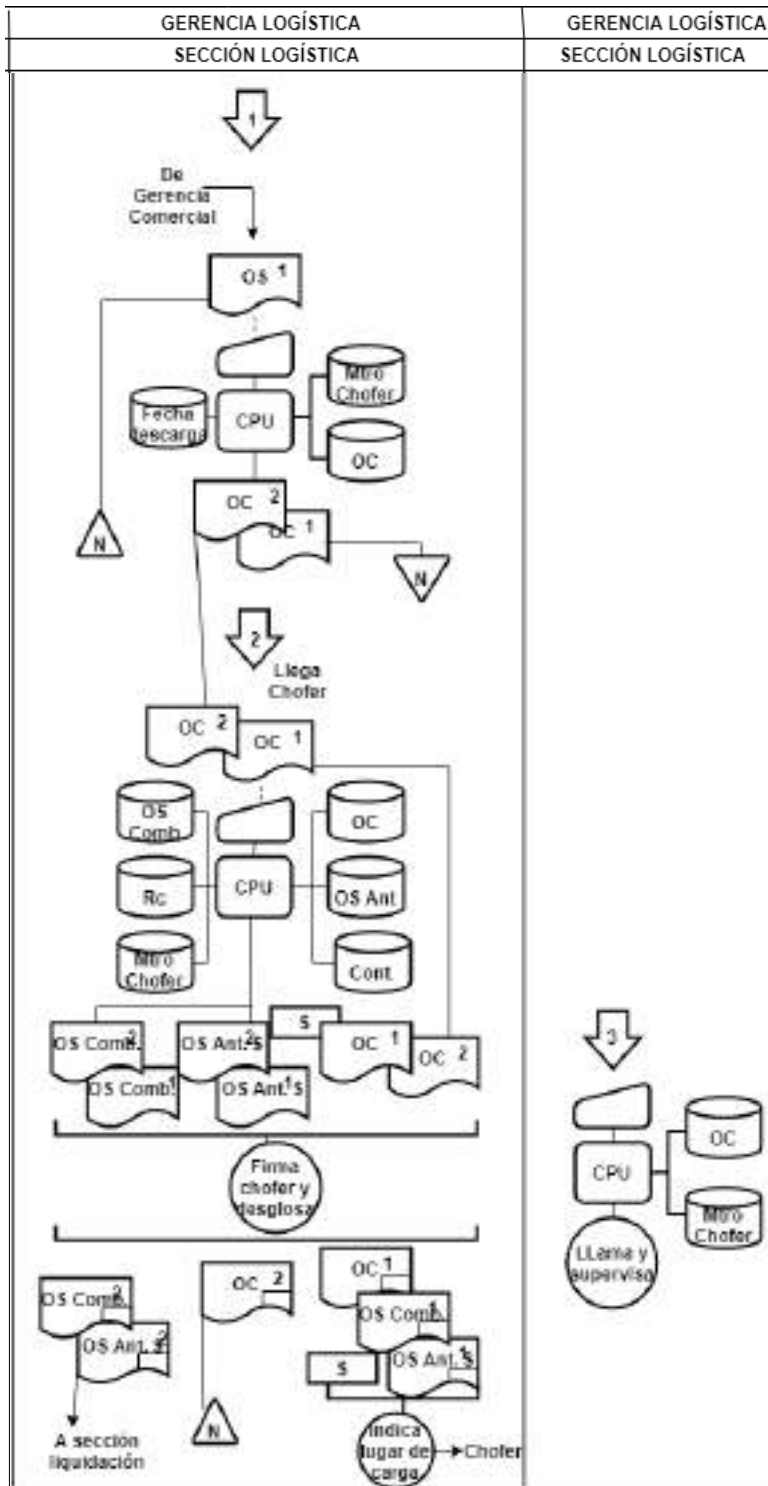 GERENCIA LOGÍSTICA
GERENCIA LOGÍSTICA
SECCIÓN LOGÍSTICA
SECCIÓN LOGÍSTICA
1
De
Gerencia
Comercial
OS 1
Mtro
Chofer
Fecha
descarga
CPU
OC
OC 2
OC 1
N
N
2
Llega
Chofer
OC 2
OC 1
OS
Comb
OC
Rc
CPU
OS Ant
Mtro
Chofer
Cont.
OS Comb. 2
OS Ant. $ 2
$
OC 1
OC 2
OS Comb. 1
OS Ant. $ 1
Firma
chofer y
desglosa
OS Comb. 2
OS Ant. $ 2
OC 2
OC 1
OS Comb. 1
OS Ant. $ 1
$
A sección
liquidación
N
Indica
lugar de
carga
Chofer
3
CPU
OC
Mtro
Chofer
LLama y
supervisa